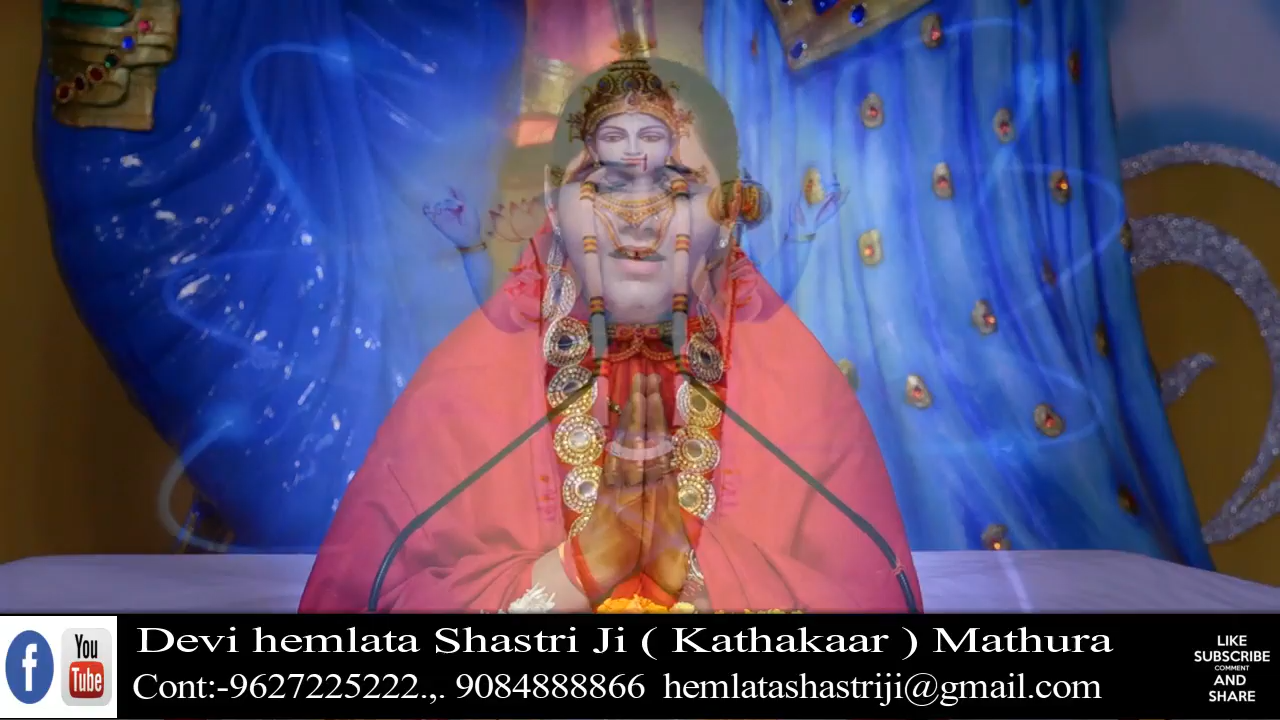 f
You
Tube
Devi hemlata Shastri Ji ( Kathakaar ) Mathura
Cont:-9627225222.,. 9084888866 hemlatashastriji@gmail.com
LIKE
SUBSCRIBE
COMMENT
AND
SHARE